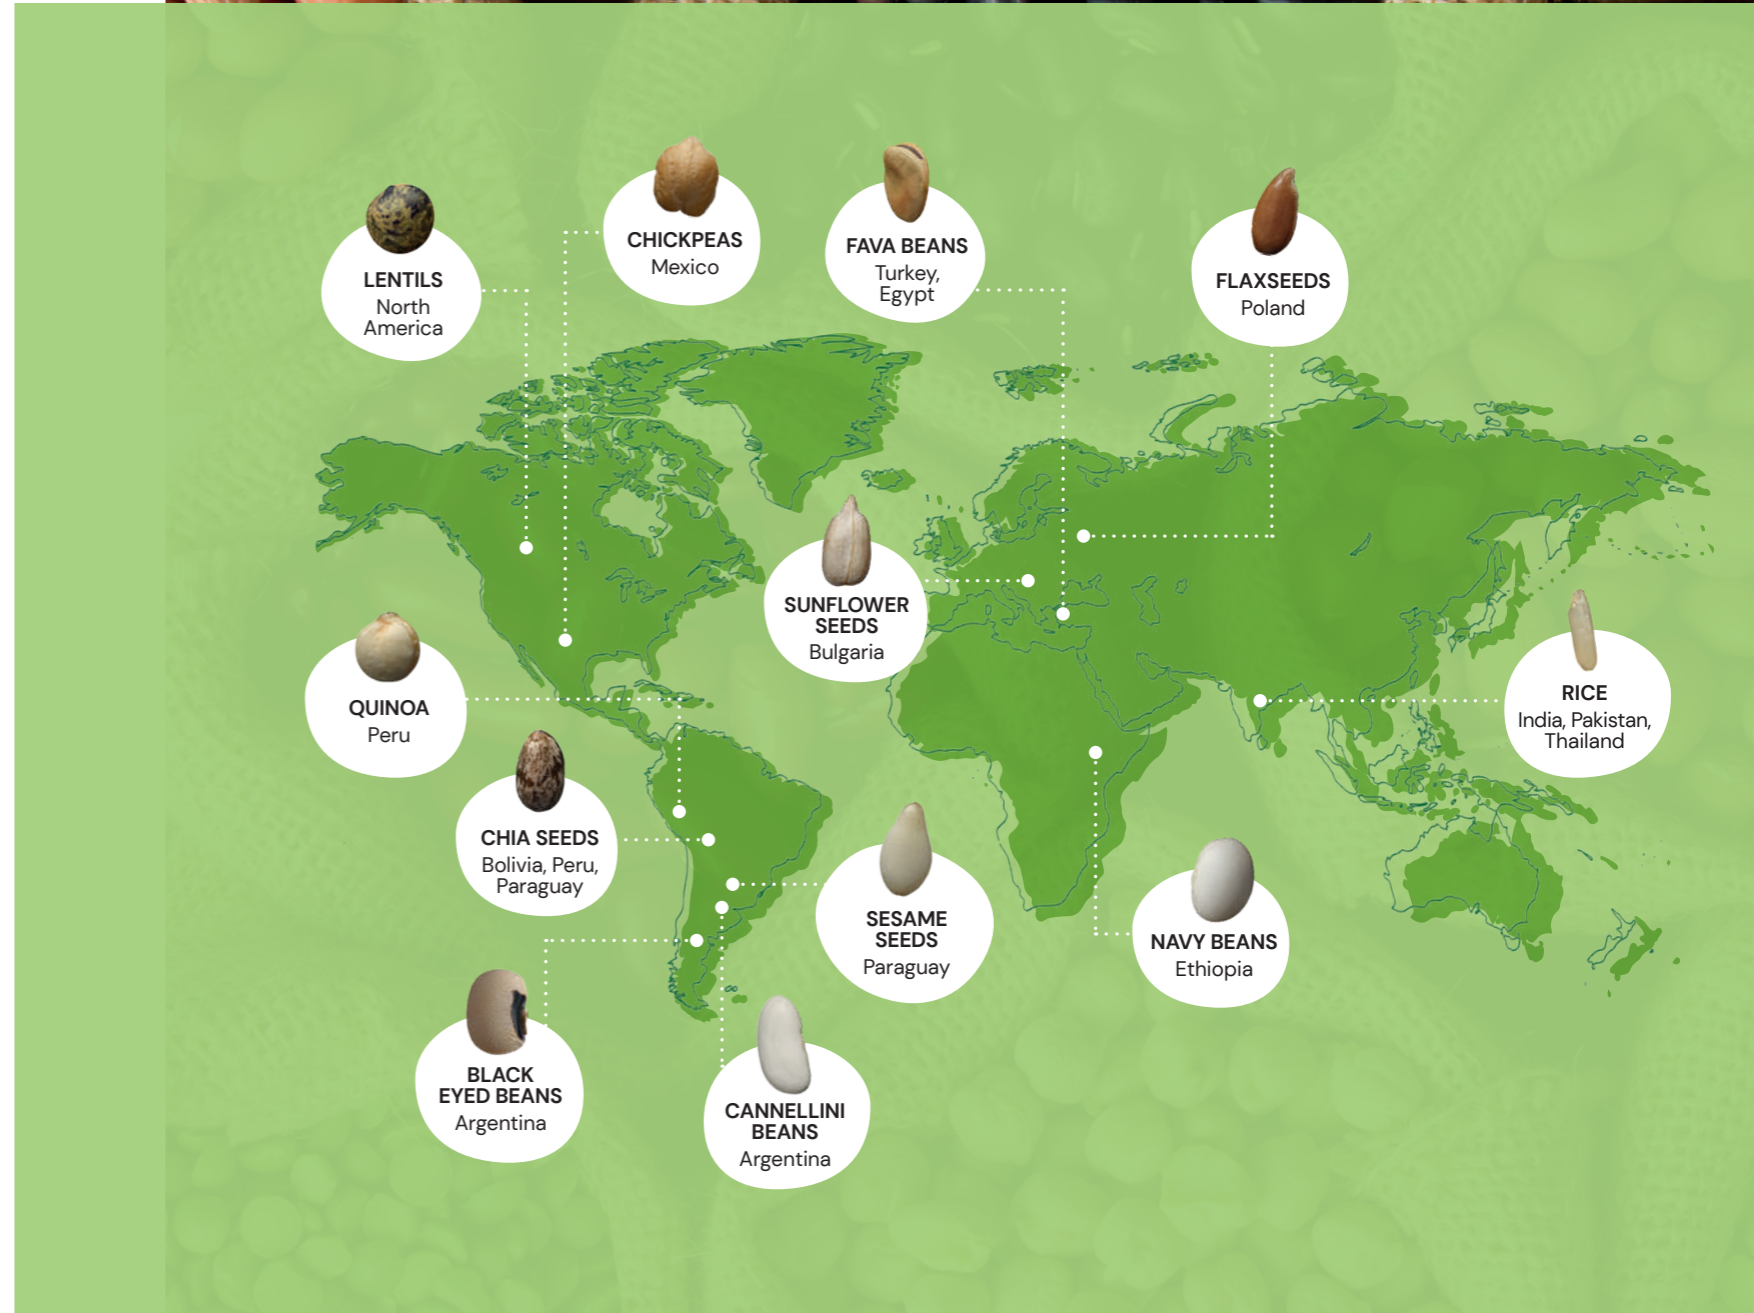 CHICKPEAS
Mexico
FAVA BEANS
Turkey,
Egypt
LENTILS
North
America
FLAXSEEDS
Poland
SUNFLOWER
SEEDS
Bulgaria
QUINOA
Peru
RICE
India, Pakistan,
Thailand
CHIA SEEDS
Bolivia, Peru,
Paraguay
SESAME
SEEDS
Paraguay
NAVY BEANS
Ethiopia
BLACK
EYED BEANS
Argentina
CANNELLINI
BEANS
Argentina